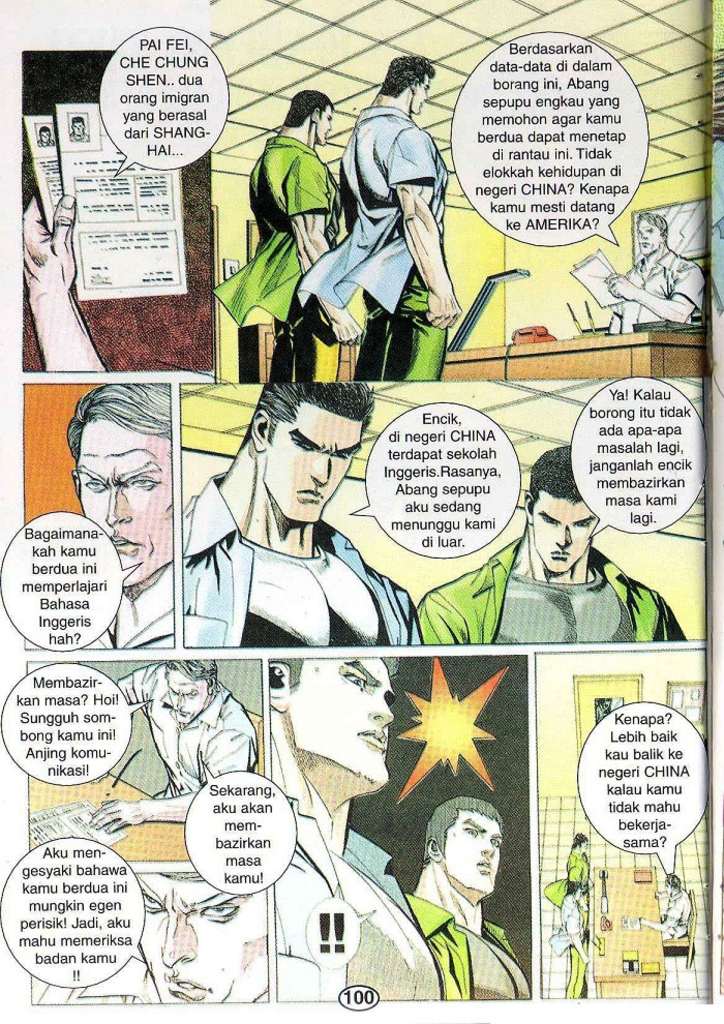 PAI FEI,
CHE CHUNG
SHEN.. dua
orang imigran
yang berasal
dari SHANG-
HAI...
Berdasarkan
data-data di dalam
borang ini, Abang
sepupu engkau yang
memohon agar kamu
berdua dapat menetap
di rantau ini. Tidak
elokkah kehidupan di
negeri CHINA? Kenapa
kamu mesti datang
ke AMERIKA?
Bagaimana-
kah kamu
berdua ini
memperlajari
Bahasa
Inggeris
hah?
Encik,
di negeri CHINA
terdapat sekolah
Inggeris.Rasanya,
Abang sepupu
aku sedang
menunggu kami
di luar.
Ya! Kalau
borong itu tidak
ada apa-apa
masalah lagi,
janganlah encik
membazirkan
masa kami
lagi.
Membazir-
kan masa? Hoi!
Sungguh som-
bong kamu ini!
Anjing komu-
nikasi!
Sekarang,
aku akan
mem-
bazirkan
masa
kamu!
Aku men-
gesyaki bahawa
kamu berdua ini
mungkin egen
perisik! Jadi, aku
mahu memeriksa
badan kamu
!!
!!
Kenapa?
Lebih baik
kau balik ke
negeri CHINA
kalau kamu
tidak mahu
bekerja-
sama?
100